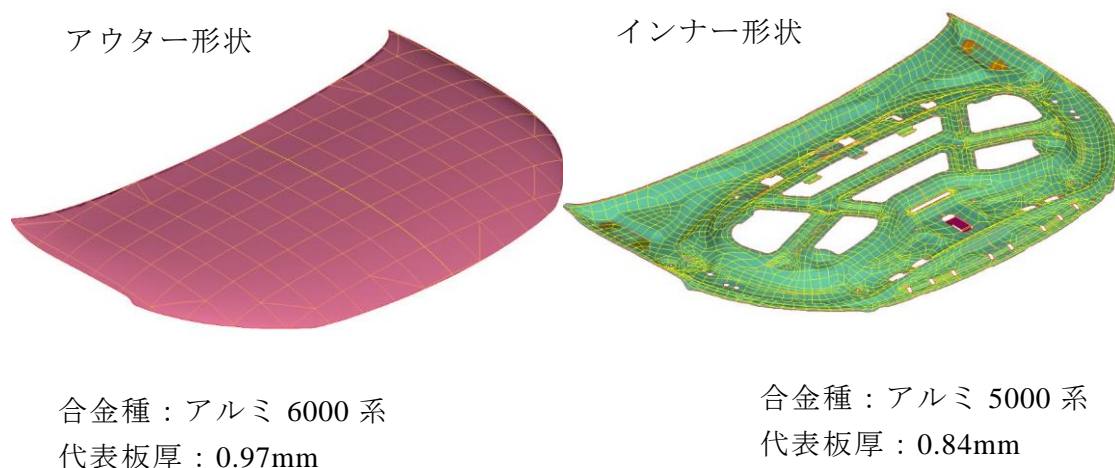 アウター形状
インナー形状
合金種：アルミ 6000 系
代表板厚：0.97mm
合金種：アルミ 5000 系
代表板厚：0.84mm